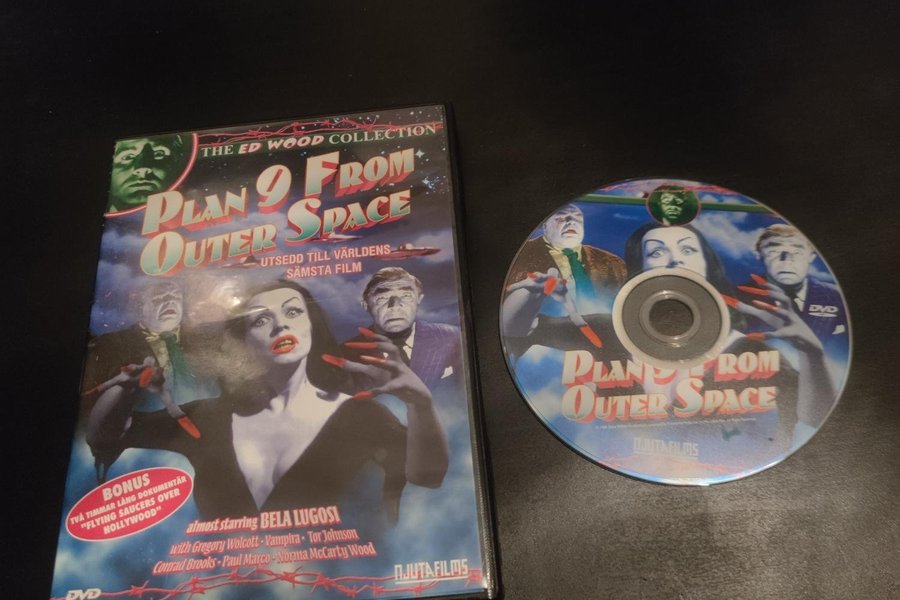 THE ED WOOD COLLECTION
PLAN 9 FROM
OUTER SPACE
UTSEDD TILL VÄRLDENS
SÄMSTA FILM
BONUS
TVÅ TIMMAR LÅNG DOKUMENTÄR
"FLYING SAUCERS OVER
HOLLYWOOD"
almost starring BELA LUGOSI
with Gregory Wolcott · Vampira · Tor Johnson
Conrad Brooks · Paul Marco · Norma McCarty Wood
DVD
NJUTAFILMS
DVD
PLAN 9 FROM
OUTER SPACE
NJUTAFILMS